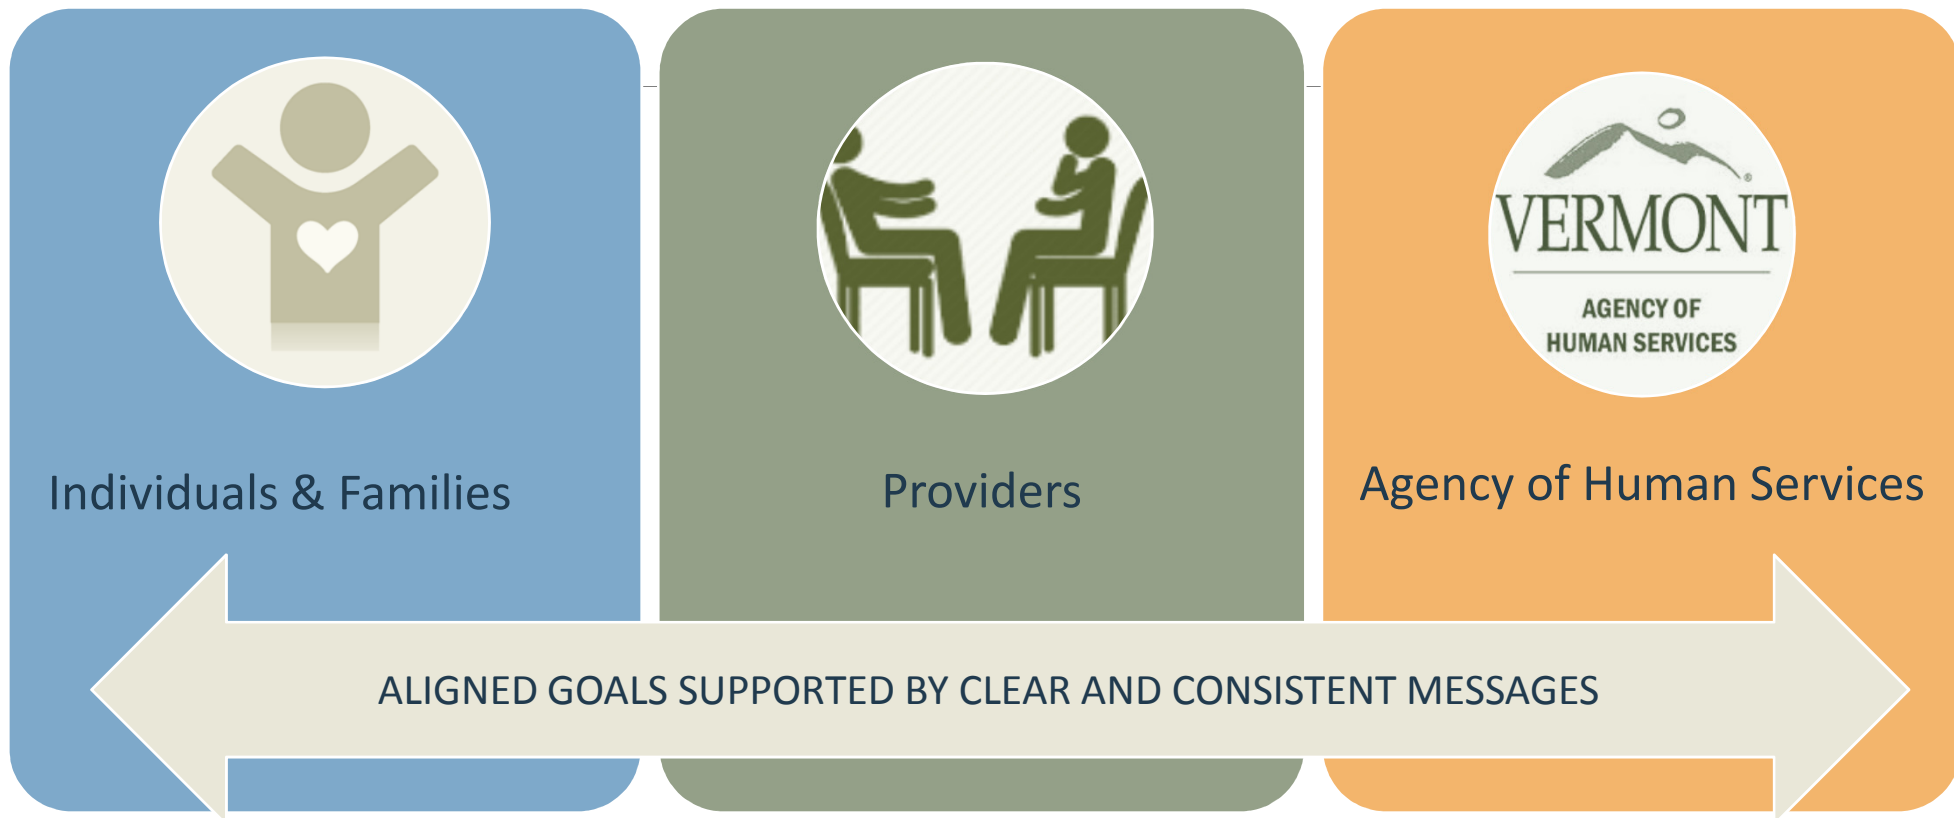 VERMONT
AGENCY OF
HUMAN SERVICES
Individuals & Families
Providers
Agency of Human Services
ALIGNED GOALS SUPPORTED BY CLEAR AND CONSISTENT MESSAGES